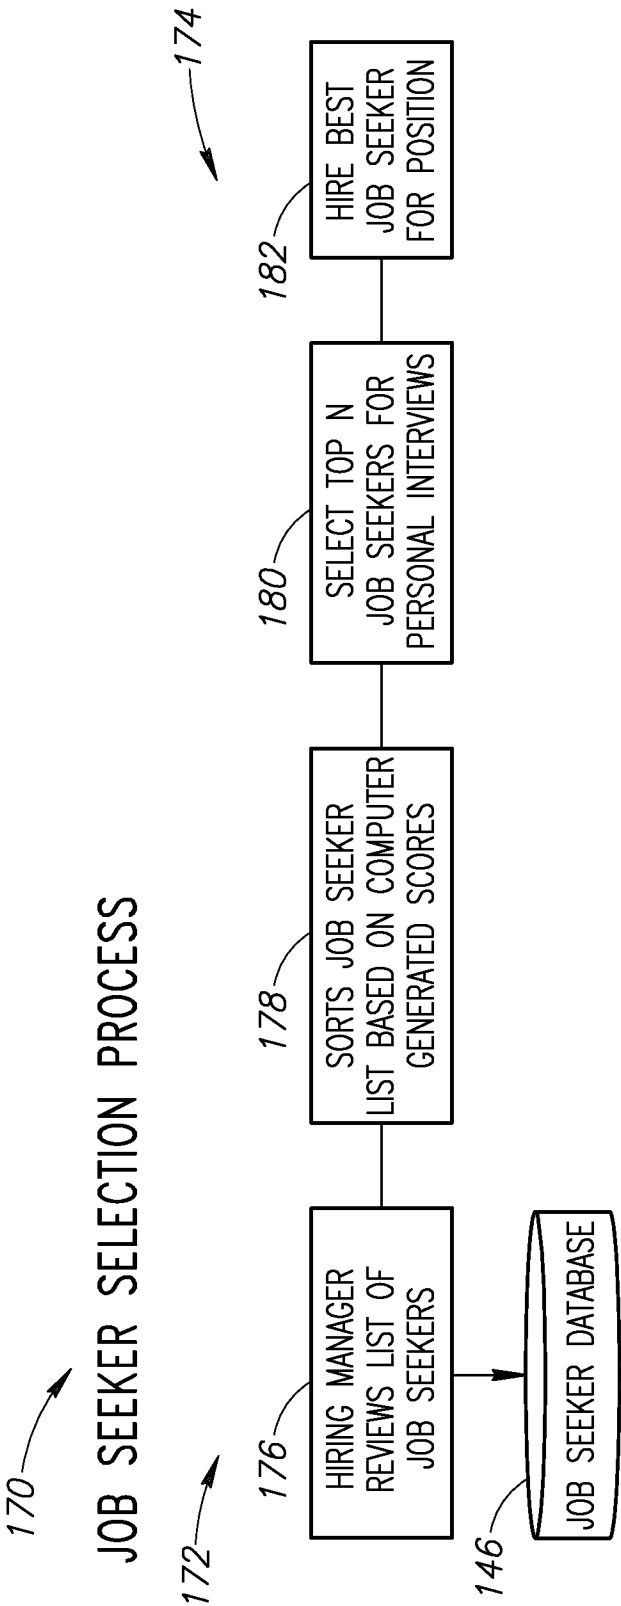 170
JOB SEEKER SELECTION PROCESS
172
174
176
HIRING MANAGER
REVIEWS LIST OF
JOB SEEKERS
178
SORTS JOB SEEKER
LIST BASED ON COMPUTER
GENERATED SCORES
180
SELECT TOP N
JOB SEEKERS FOR
PERSONAL INTERVIEWS
182
HIRE BEST
JOB SEEKER
FOR POSITION
146
JOB SEEKER DATABASE